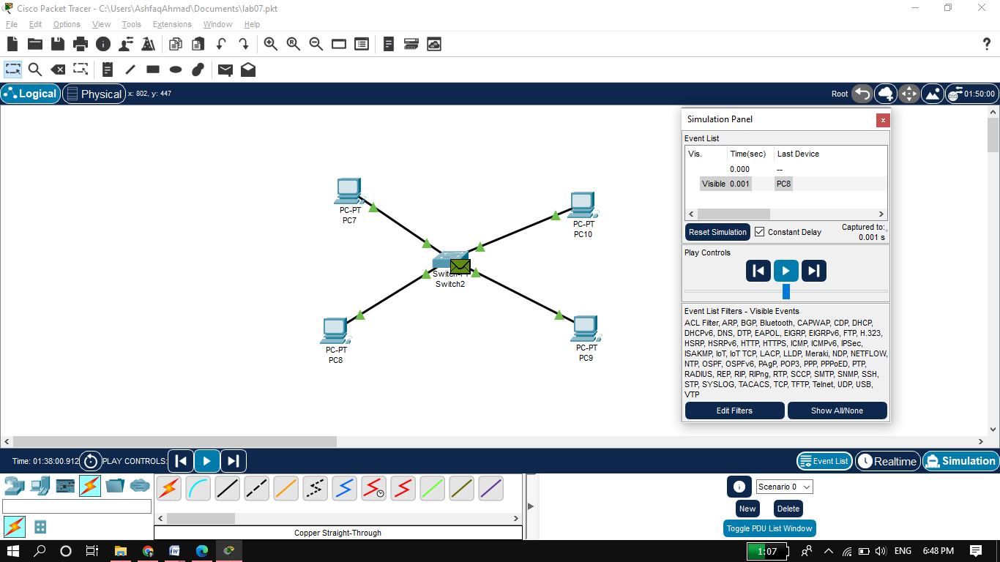 Cisco Packet Tracer - C:\Users\AshfaqAhmad\Documents\lab07.pkt
File Edit Options View Tools Extensions Window Help
?
Logical Physical x: 802, y: 447 Root 01:50:00
Simulation Panel x
Event List
Vis. Time(sec) Last Device
0.000 --
Visible 0.001 PC8
Reset Simulation Constant Delay Captured to:
0.001 s
Play Controls
Event List Filters - Visible Events
ACL Filter, ARP, BGP, Bluetooth, CAPWAP, CDP, DHCP,
DHCPv6, DNS, DTP, EAPOL, EIGRP, EIGRPv6, FTP, H.323,
HSRP, HSRPv6, HTTP, HTTPS, ICMP, ICMPv6, IPSec,
ISAKMP, IoT, IoT TCP, LACP, LLDP, Meraki, NDP, NETFLOW,
NTP, OSPF, OSPFv6, PAgP, POP3, PPP, PPPoED, PTP,
RADIUS, REP, RIP, RIPng, RTP, SCCP, SMTP, SNMP, SSH,
STP, SYSLOG, TACACS, TCP, TFTP, Telnet, UDP, USB,
VTP
Edit Filters Show All/None
PC-PT
PC7
PC-PT
PC10
Switch2
PC-PT
PC8
PC-PT
PC9
Time: 01:38:00.912 PLAY CONTROLS:
Event List Realtime Simulation
Scenario 0
New Delete
Toggle PDU List Window
Copper Straight-Through
1:07 ENG 6:48 PM